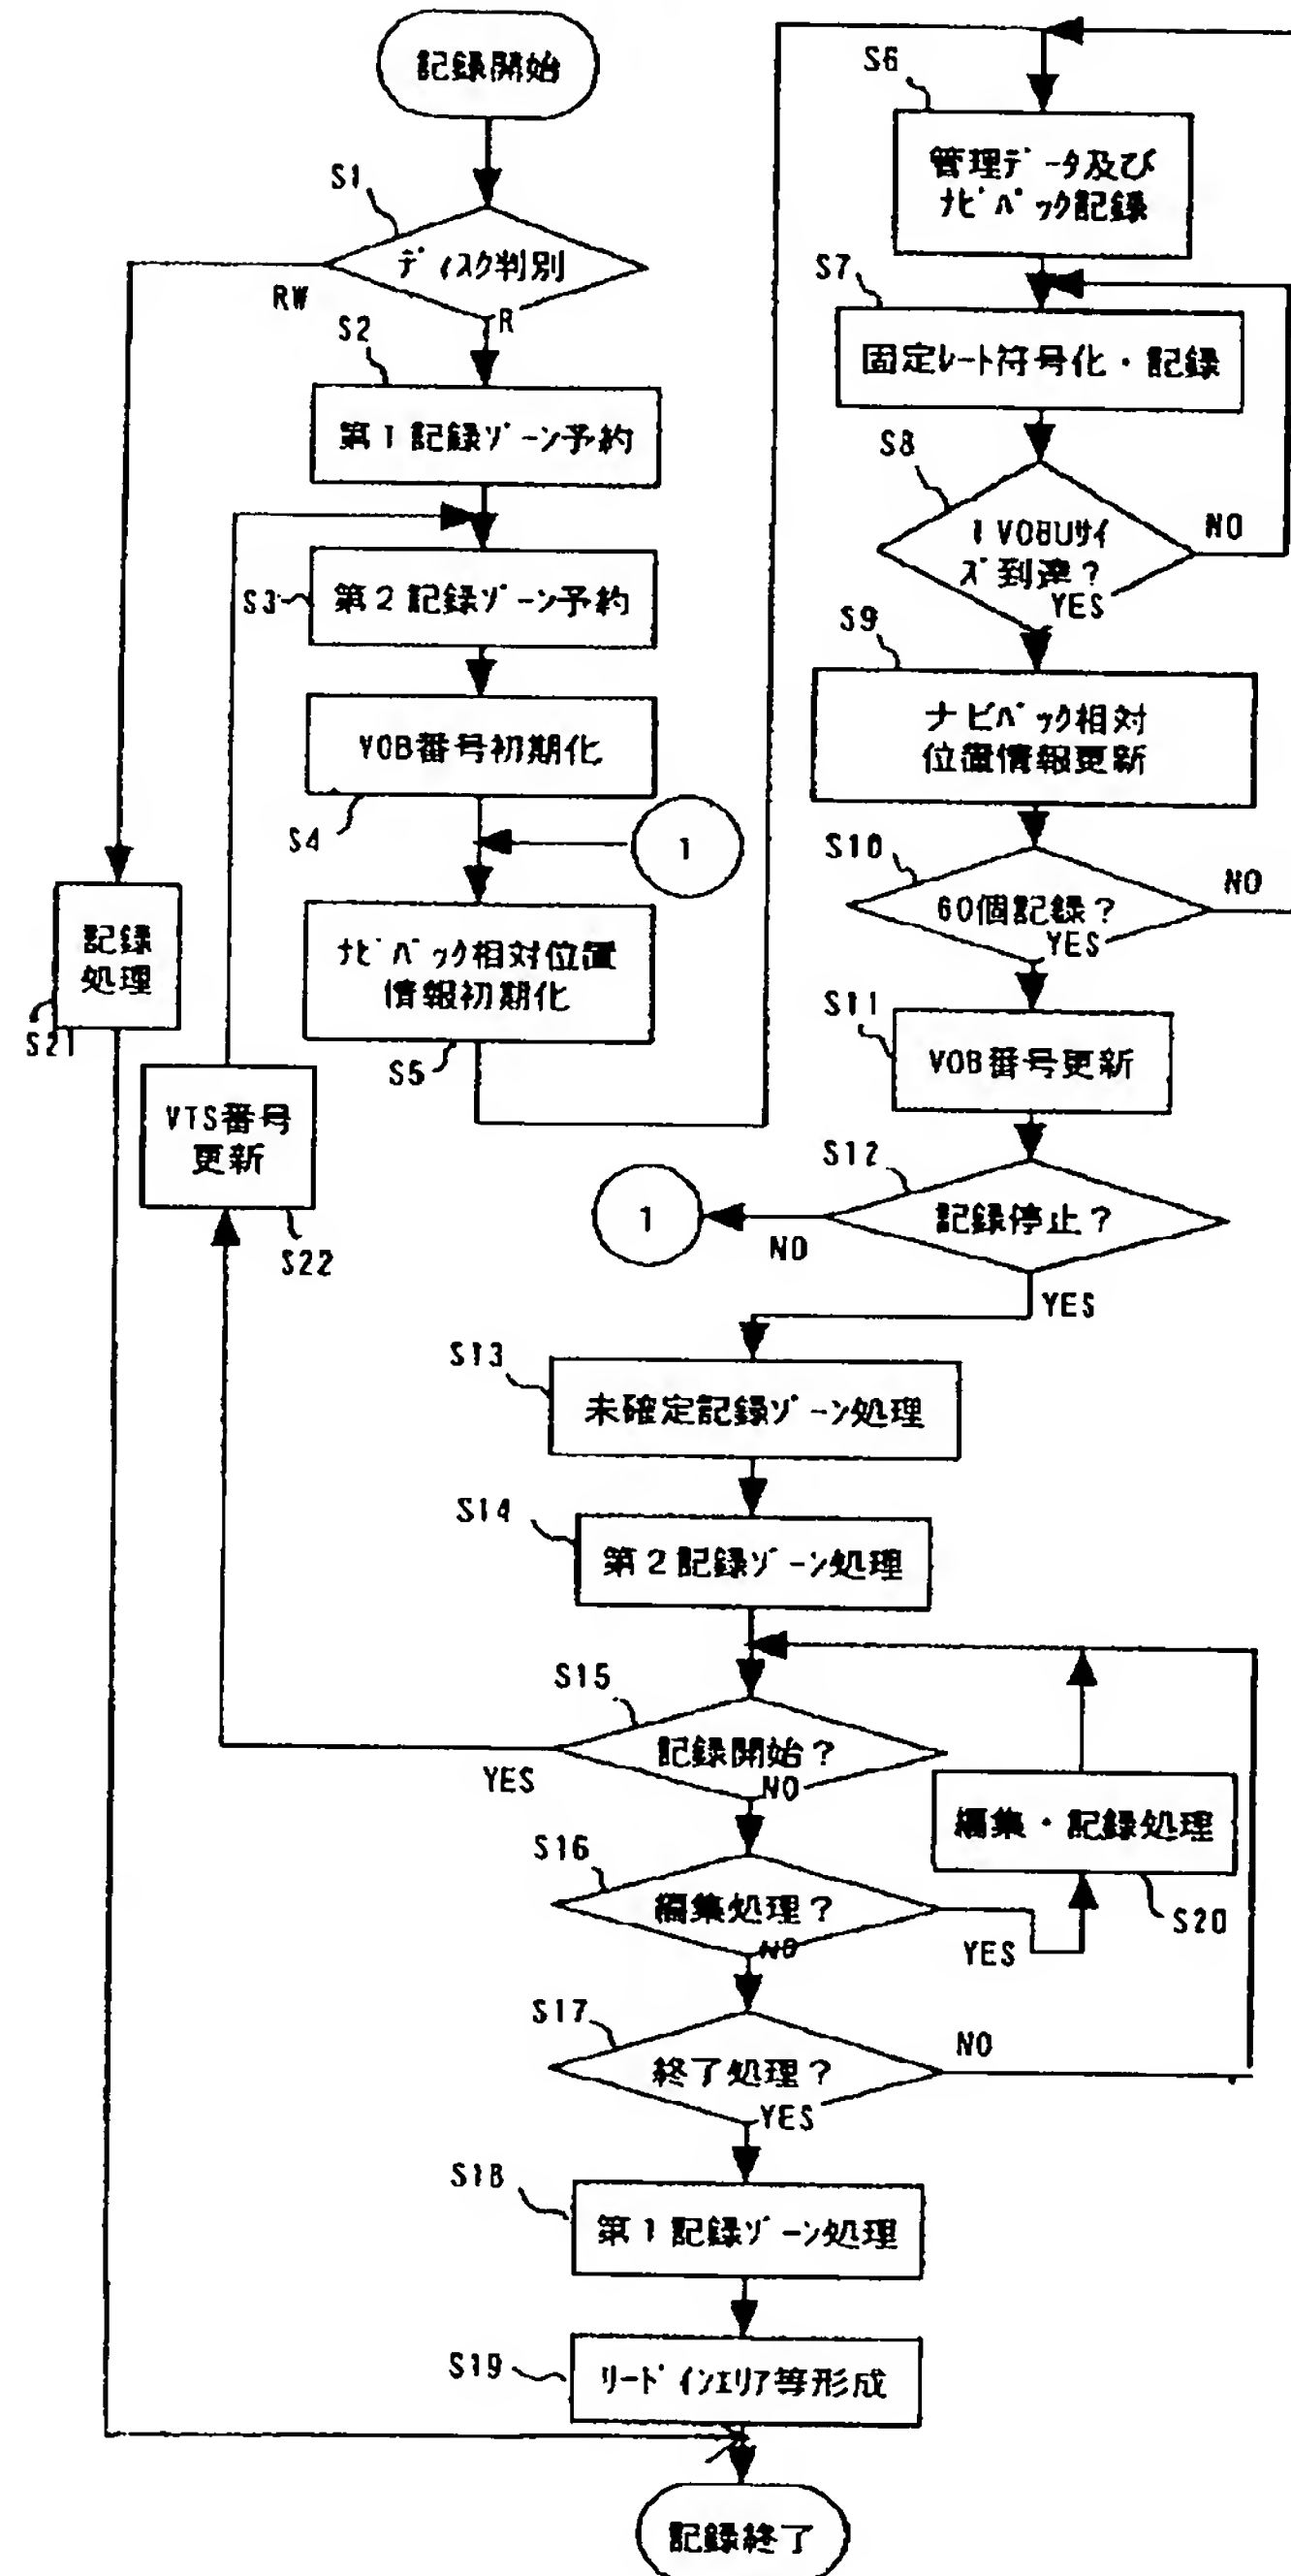 記録開始
S1
ディスク判別
RW
R
S2
第1記録ゾーン予約
S3
第2記録ゾーン予約
VOB番号初期化
S4
1
ナビパック相対位置
情報初期化
S5
記録
処理
S21
VTS番号
更新
S22
S6
管理データ及び
ナビパック記録
S7
固定レート符号化・記録
S8
1 VOBUサイ
ズ到達?
NO
YES
S9
ナビパック相対
位置情報更新
S10
60個記録?
NO
YES
S11
VOB番号更新
S12
記録停止?
1
NO
YES
S13
未確定記録ゾーン処理
S14
第2記録ゾーン処理
S15
記録開始?
YES
NO
編集・記録処理
S20
S16
編集処理?
YES
NO
S17
終了処理?
NO
YES
S18
第1記録ゾーン処理
S19
リードインエリア等形成
記録終了